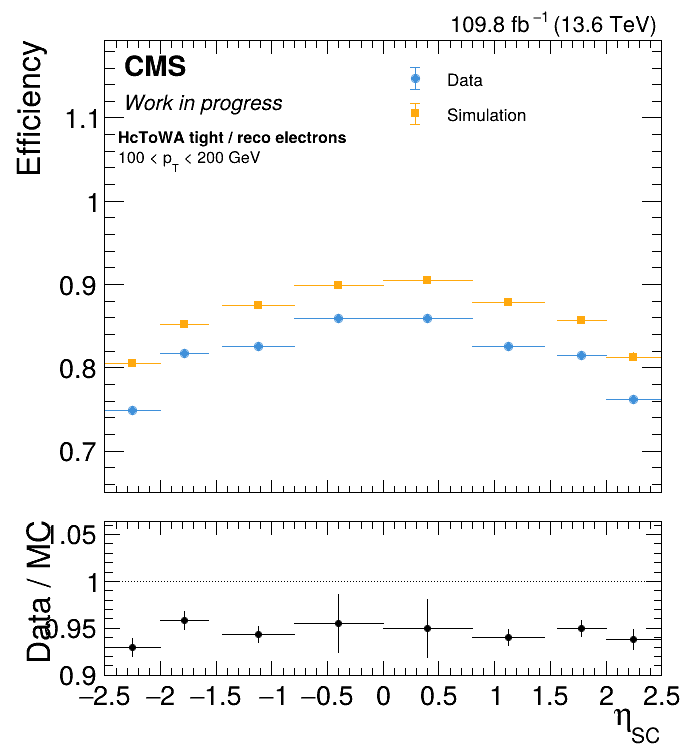 109.8 fb⁻¹ (13.6 TeV)
CMS
Work in progress
HcToWA tight / reco electrons
100 < p_T < 200 GeV
Data
Simulation
Efficiency
1.1
1
0.9
0.8
0.7
Data / MC
1.05
1
0.95
0.9
−2.5 −2 −1.5 −1 −0.5 0 0.5 1 1.5 2 2.5
η_SC